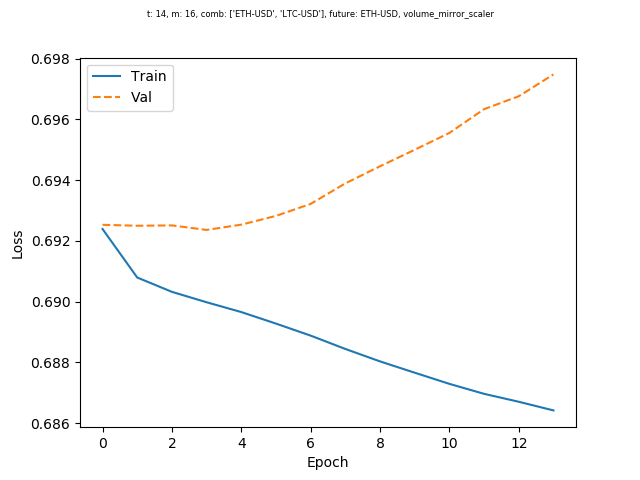 t: 14, m: 16, comb: ['ETH-USD', 'LTC-USD'], future: ETH-USD, volume_mirror_scaler
Train
Val
0.698
0.696
0.694
0.692
0.690
0.688
0.686
Loss
0 2 4 6 8 10 12
Epoch